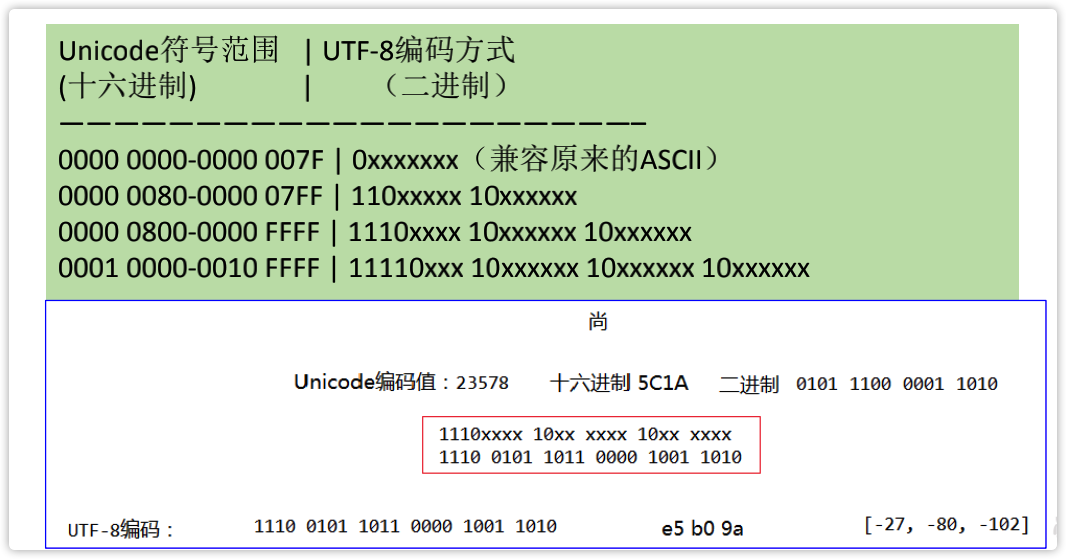 Unicode符号范围 | UTF-8编码方式
(十六进制) | （二进制）
————————————————————————
0000 0000-0000 007F | 0xxxxxxx（兼容原来的ASCII）
0000 0080-0000 07FF | 110xxxxx 10xxxxxx
0000 0800-0000 FFFF | 1110xxxx 10xxxxxx 10xxxxxx
0001 0000-0010 FFFF | 11110xxx 10xxxxxx 10xxxxxx 10xxxxxx
尚
Unicode编码值：23578 十六进制 5C1A 二进制 0101 1100 0001 1010
1110xxxx 10xx xxxx 10xx xxxx
1110 0101 1011 0000 1001 1010
UTF-8编码： 1110 0101 1011 0000 1001 1010 e5 b0 9a [-27, -80, -102]